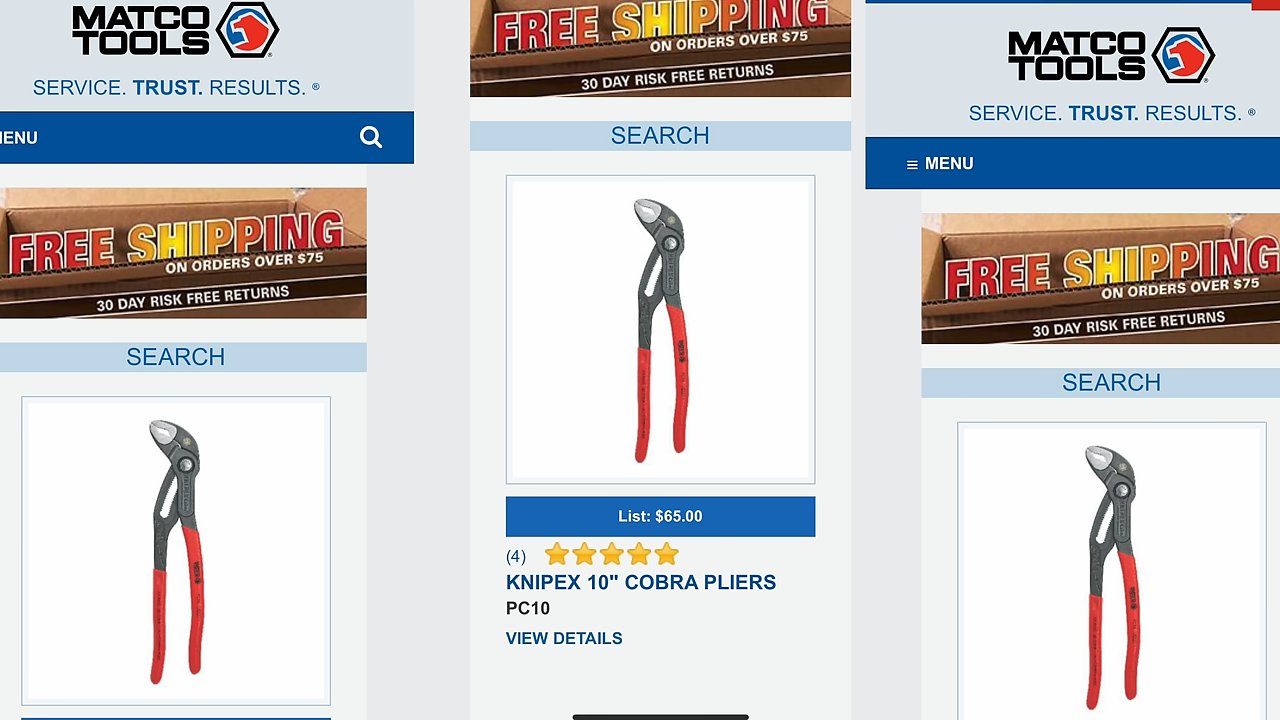 MATCO
TOOLS
®
SERVICE. TRUST. RESULTS. ®
MENU
FREE SHIPPING
ON ORDERS OVER $75
30 DAY RISK FREE RETURNS
SEARCH
FREE SHIPPING
ON ORDERS OVER $75
30 DAY RISK FREE RETURNS
SEARCH
List: $65.00
(4)
KNIPEX 10" COBRA PLIERS
PC10
VIEW DETAILS
MATCO
TOOLS
®
SERVICE. TRUST. RESULTS. ®
≡ MENU
FREE SHIPPING
ON ORDERS OVER $75
30 DAY RISK FREE RETURNS
SEARCH